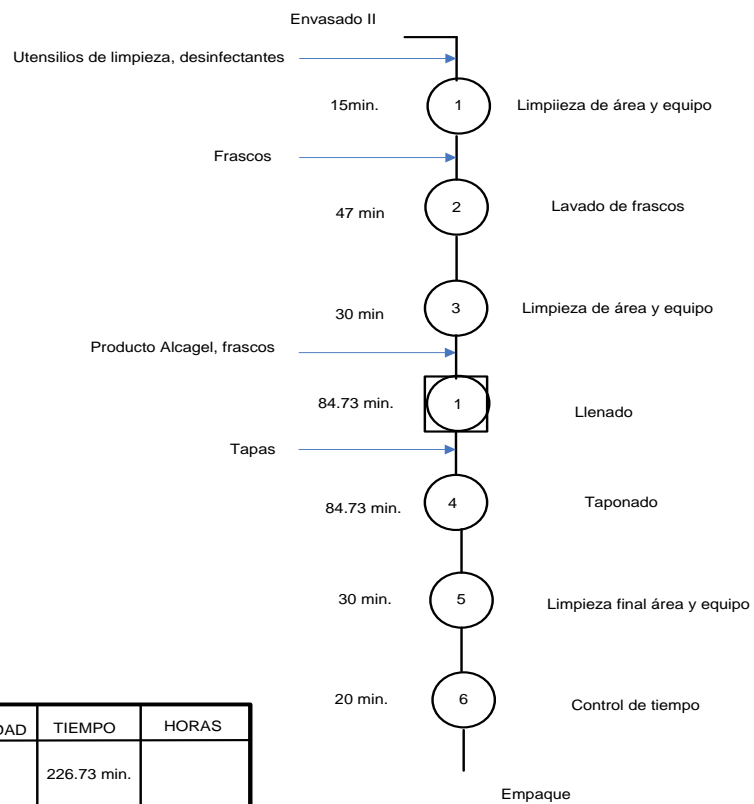 Envasado II
Utensilios de limpieza, desinfectantes
15min.
1
Limpiieza de área y equipo
Frascos
47 min
2
Lavado de frascos
30 min
3
Limpieza de área y equipo
Producto Alcagel, frascos
84.73 min.
1
Llenado
Tapas
84.73 min.
4
Taponado
30 min.
5
Limpieza final área y equipo
20 min.
6
Control de tiempo
DAD TIEMPO HORAS
226.73 min.
Empaque